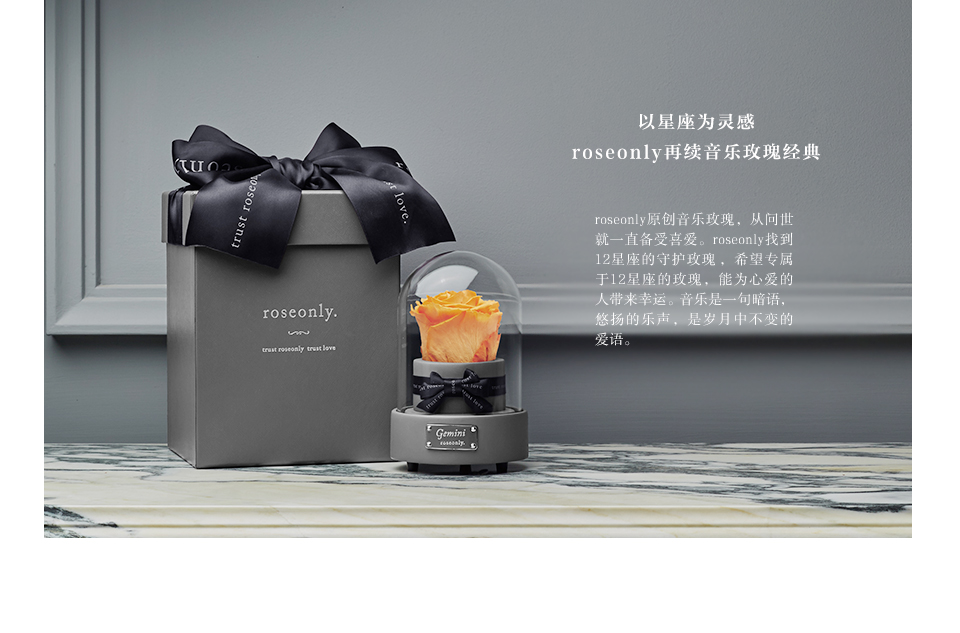 以星座为灵感
roseonly再续音乐玫瑰经典
roseonly原创音乐玫瑰，从问世
就一直备受喜爱。roseonly找到
12星座的守护玫瑰，希望专属
于12星座的玫瑰，能为心爱的
人带来幸运。音乐是一句暗语，
悠扬的乐声，是岁月中不变的
爱语。
trust roseonly
t love.
roseonly.
trust roseonly trust love
Gemini
roseonly.